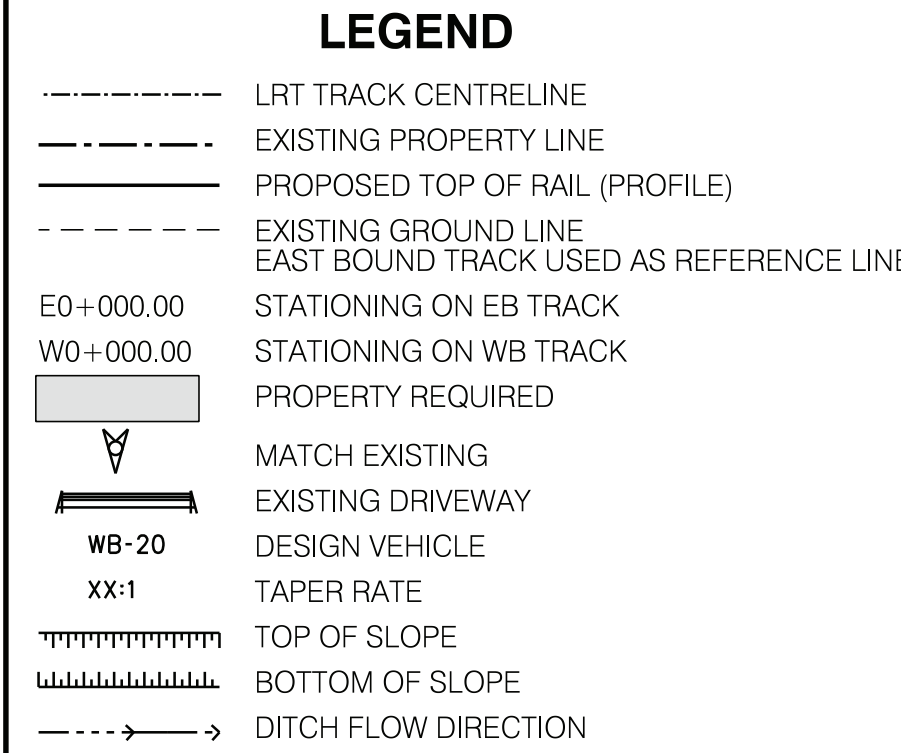 LEGEND
LRT TRACK CENTRELINE
EXISTING PROPERTY LINE
PROPOSED TOP OF RAIL (PROFILE)
EXISTING GROUND LINE
EAST BOUND TRACK USED AS REFERENCE LINE
E0+000.00 STATIONING ON EB TRACK
W0+000.00 STATIONING ON WB TRACK
PROPERTY REQUIRED
MATCH EXISTING
EXISTING DRIVEWAY
WB-20 DESIGN VEHICLE
XX:1 TAPER RATE
TOP OF SLOPE
BOTTOM OF SLOPE
DITCH FLOW DIRECTION